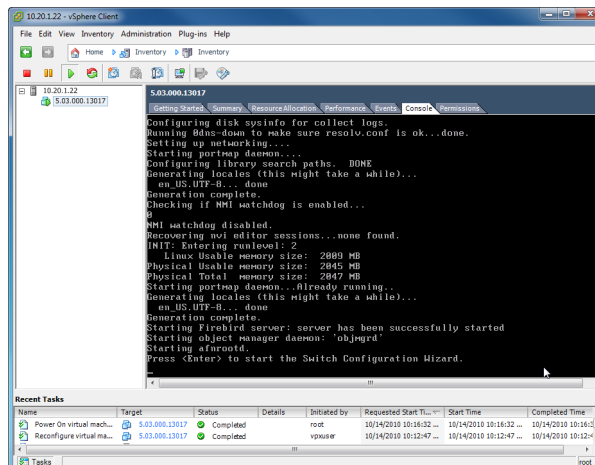 10.20.1.22 - vSphere Client
File Edit View Inventory Administration Plug-ins Help
Home Inventory Inventory
10.20.1.22
5.03.000.13017
5.03.000.13017
Getting Started Summary Resource Allocation Performance Events Console Permissions
Configuring disk sysinfo for collect logs.
Running 0dns-down to make sure resolv.conf is ok...done.
Setting up networking....
Starting portmap daemon....
Configuring library search paths.  DONE
Generating locales (this might take a while)...
en_US.UTF-8... done
Generation complete.
Checking if NMI watchdog is enabled...
0
NMI watchdog disabled.
Recovering nvi editor sessions...none found.
INIT: Entering runlevel: 2
Linux Usable memory size:  2009 MB
Physical Usable memory size:  2045 MB
Physical Total  memory size:  2047 MB
Starting portmap daemon...Already running..
Generating locales (this might take a while)...
en_US.UTF-8... done
Generation complete.
Starting Firebird server: server has been successfully started
Starting object manager daemon: 'objmgrd'
Starting afnrootd.
Press <Enter> to start the Switch Configuration Wizard.
Recent Tasks
Name Target Status Details Initiated by Requested Start Ti... Start Time Completed Time
Power On virtual mach... 5.03.000.13017 Completed root 10/14/2010 10:16:32 ... 10/14/2010 10:16:32 ... 10/14/2010 10:16:3
Reconfigure virtual ma... 5.03.000.13017 Completed vpxuser 10/14/2010 10:12:47 ... 10/14/2010 10:12:47 ... 10/14/2010 10:12:4
Tasks root